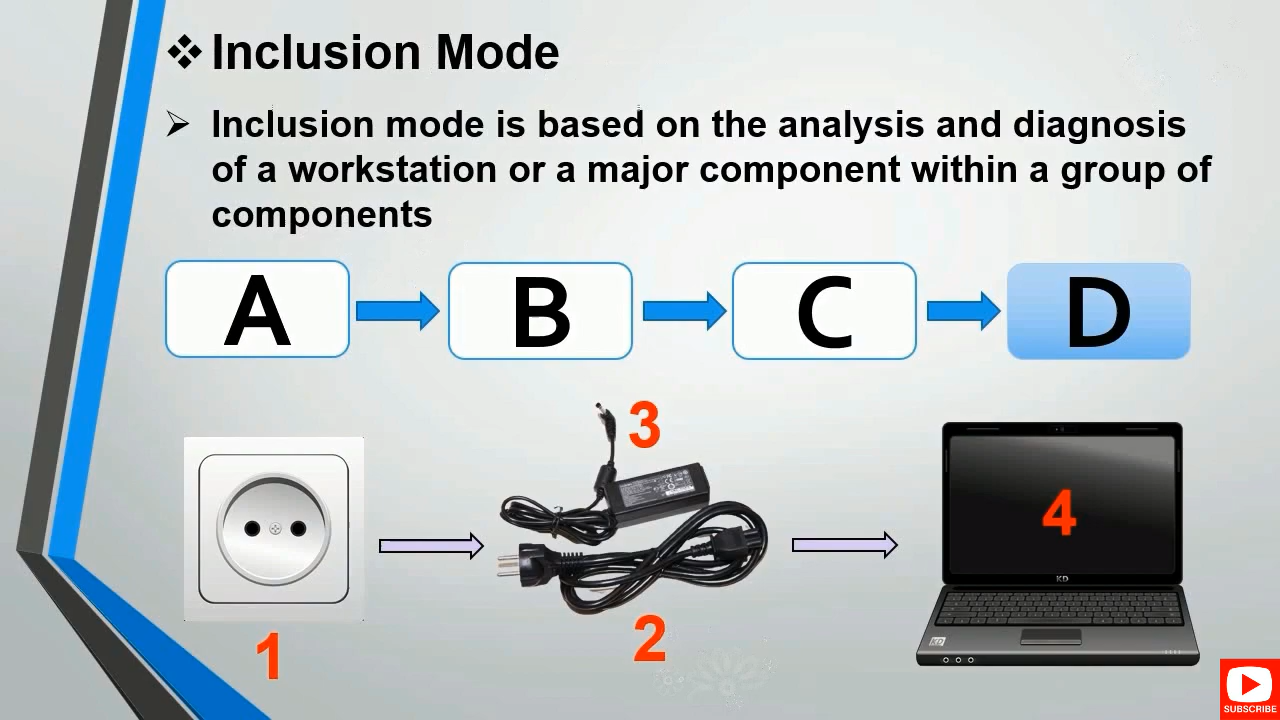 Inclusion Mode
Inclusion mode is based on the analysis and diagnosis
of a workstation or a major component within a group of
components
A B C D
3
4
KD
KD
2
1
SUBSCRIBE